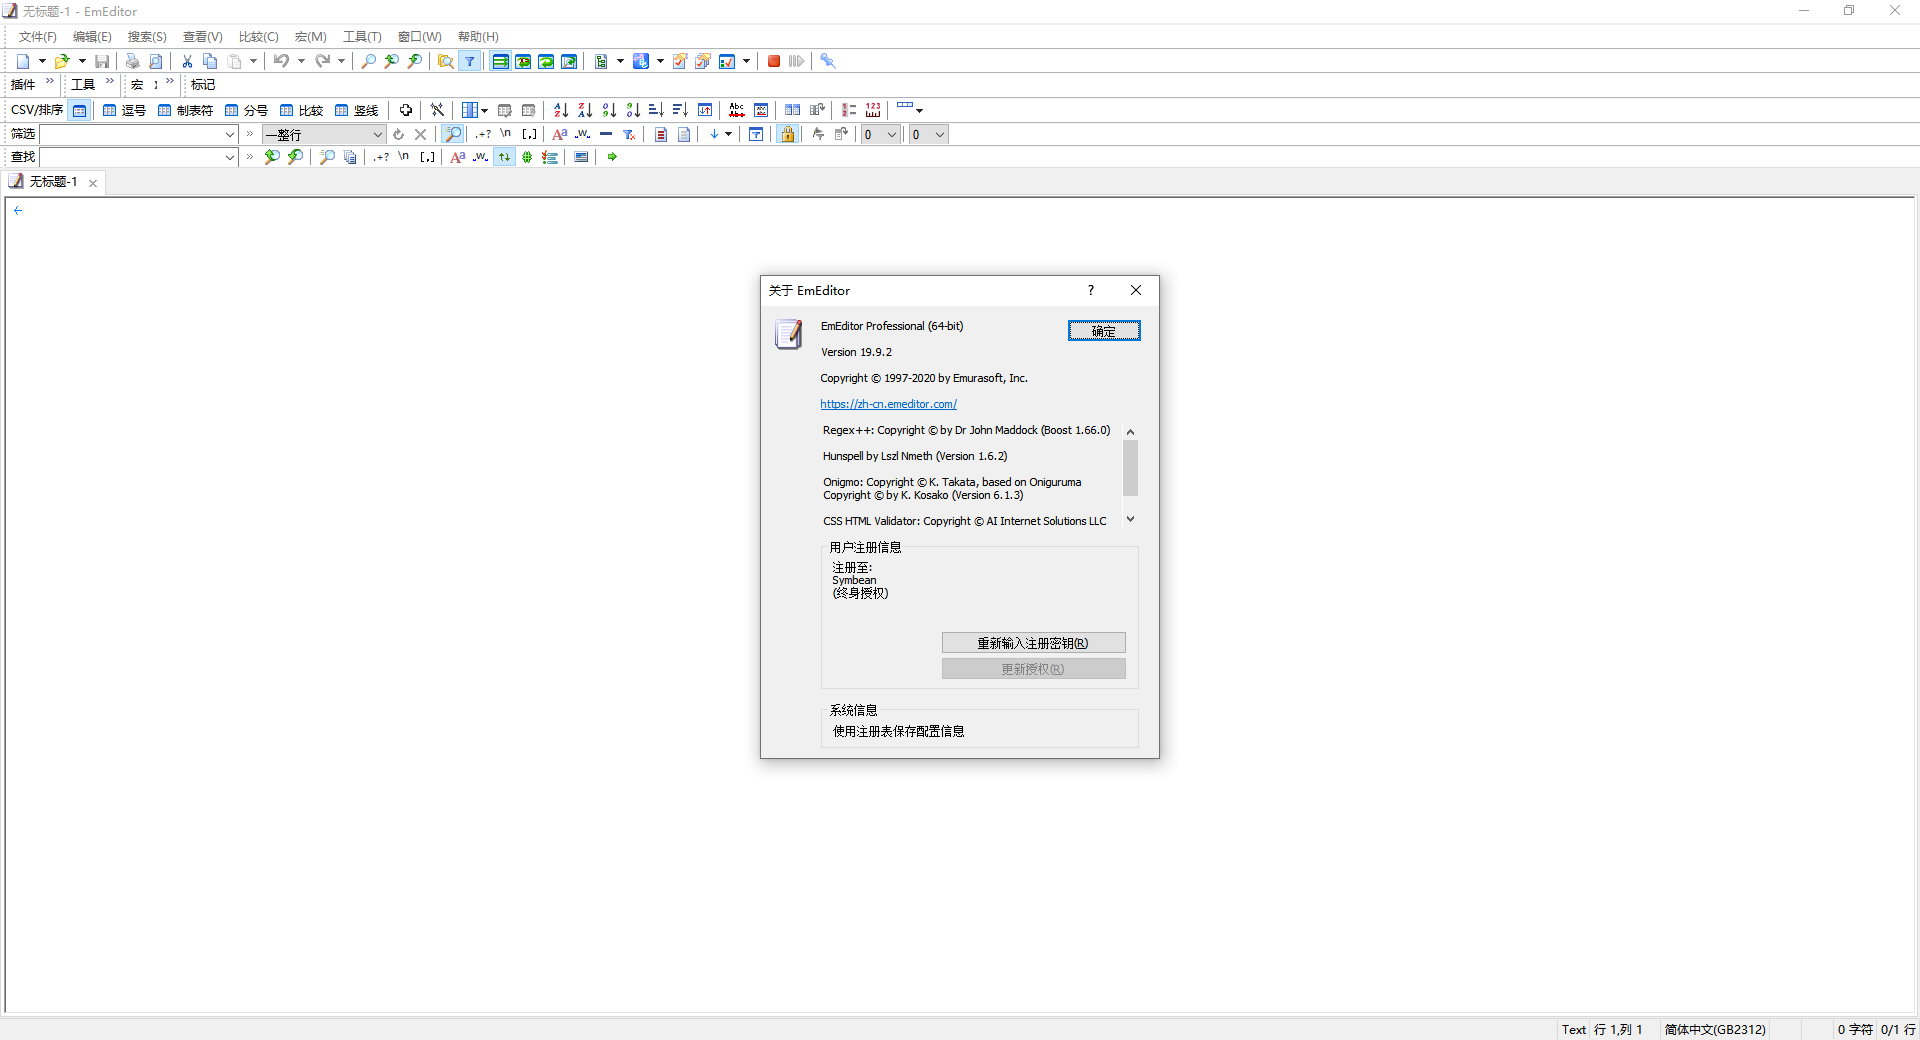 无标题-1 - EmEditor
文件(F) 编辑(E) 搜索(S) 查看(V) 比较(C) 宏(M) 工具(T) 窗口(W) 帮助(H)
插件 » 工具 » 宏 » 标记
CSV/排序 逗号 制表符 分号 比较 竖线
筛选 » 一整行 .+? \n [,] 0 0
查找 » .+? \n [,]
无标题-1
关于 EmEditor
EmEditor Professional (64-bit)
确定
Version 19.9.2
Copyright © 1997-2020 by Emurasoft, Inc.
https://zh-cn.emeditor.com/
Regex++: Copyright © by Dr John Maddock (Boost 1.66.0)
Hunspell by Lszl Nmeth (Version 1.6.2)
Onigmo: Copyright © K. Takata, based on Oniguruma
Copyright © by K. Kosako (Version 6.1.3)
CSS HTML Validator: Copyright © AI Internet Solutions LLC
用户注册信息
注册至:
Symbean
(终身授权)
重新输入注册密钥(R)
更新授权(R)
系统信息
使用注册表保存配置信息
Text 行 1,列 1 简体中文(GB2312) 0 字符 0/1 行